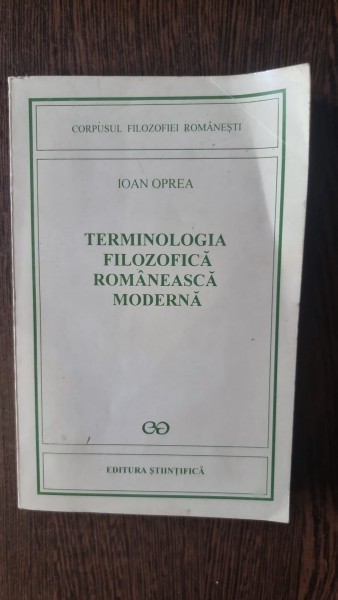 CORPUSUL FILOZOFIEI ROMÂNEȘTI
IOAN OPREA
TERMINOLOGIA
FILOZOFICĂ
ROMÂNEASCĂ
MODERNĂ
EDITURA ȘTIINȚIFICĂ